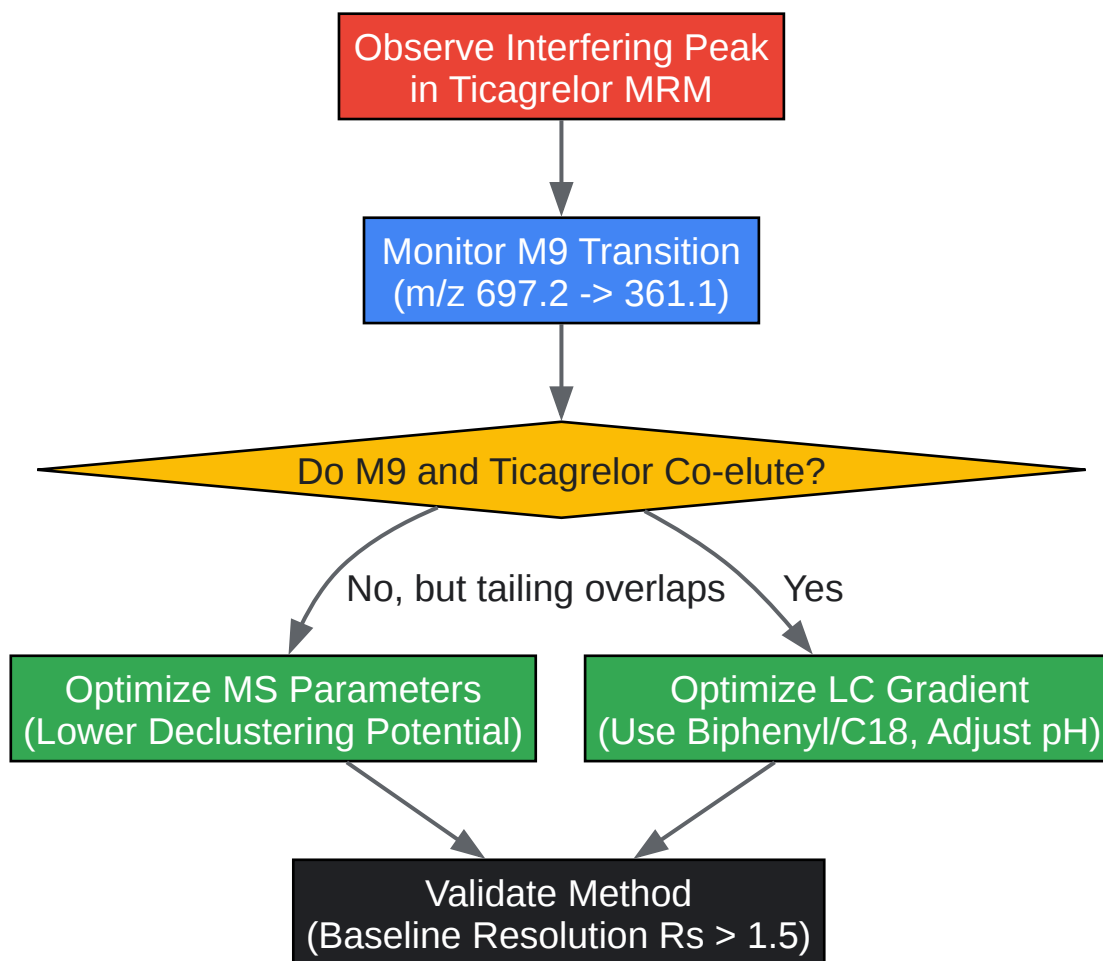 Observe Interfering Peak
in Ticagrelor MRM
Monitor M9 Transition
(m/z 697.2 -> 361.1)
Do M9 and Ticagrelor Co-elute?
No, but tailing overlaps
Yes
Optimize MS Parameters
(Lower Declustering Potential)
Optimize LC Gradient
(Use Biphenyl/C18, Adjust pH)
Validate Method
(Baseline Resolution Rs > 1.5)